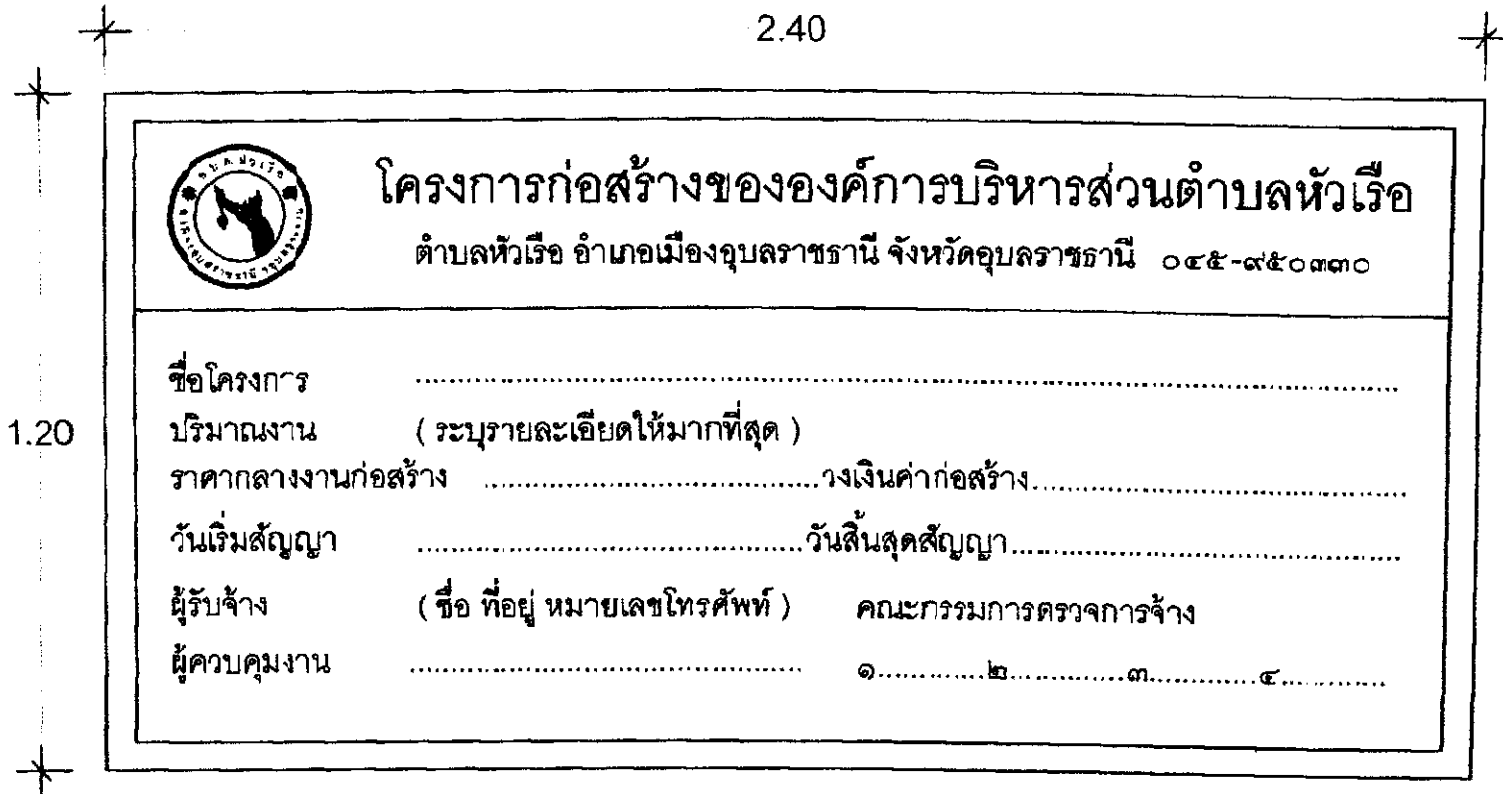 2.40
โครงการก่อสร้างขององค์การบริหารส่วนตำบลหัวเรือ
ตำบลหัวเรือ อำเภอเมืองอุบลราชธานี จังหวัดอุบลราชธานี ๐๔๕-๙๕๐๓๓๐
ชื่อโครงการ ..........................................................................................
1.20
ปริมาณงาน ( ระบุรายละเอียดให้มากที่สุด )
ราคากลางงานก่อสร้าง ....................................วงเงินค่าก่อสร้าง........................................
วันเริ่มสัญญา ..........................................วันสิ้นสุดสัญญา..........................................
ผู้รับจ้าง ( ชื่อ ที่อยู่ หมายเลขโทรศัพท์ ) คณะกรรมการตรวจการจ้าง
ผู้ควบคุมงาน .......................................... ๑.............๒..............๓.............๔.............